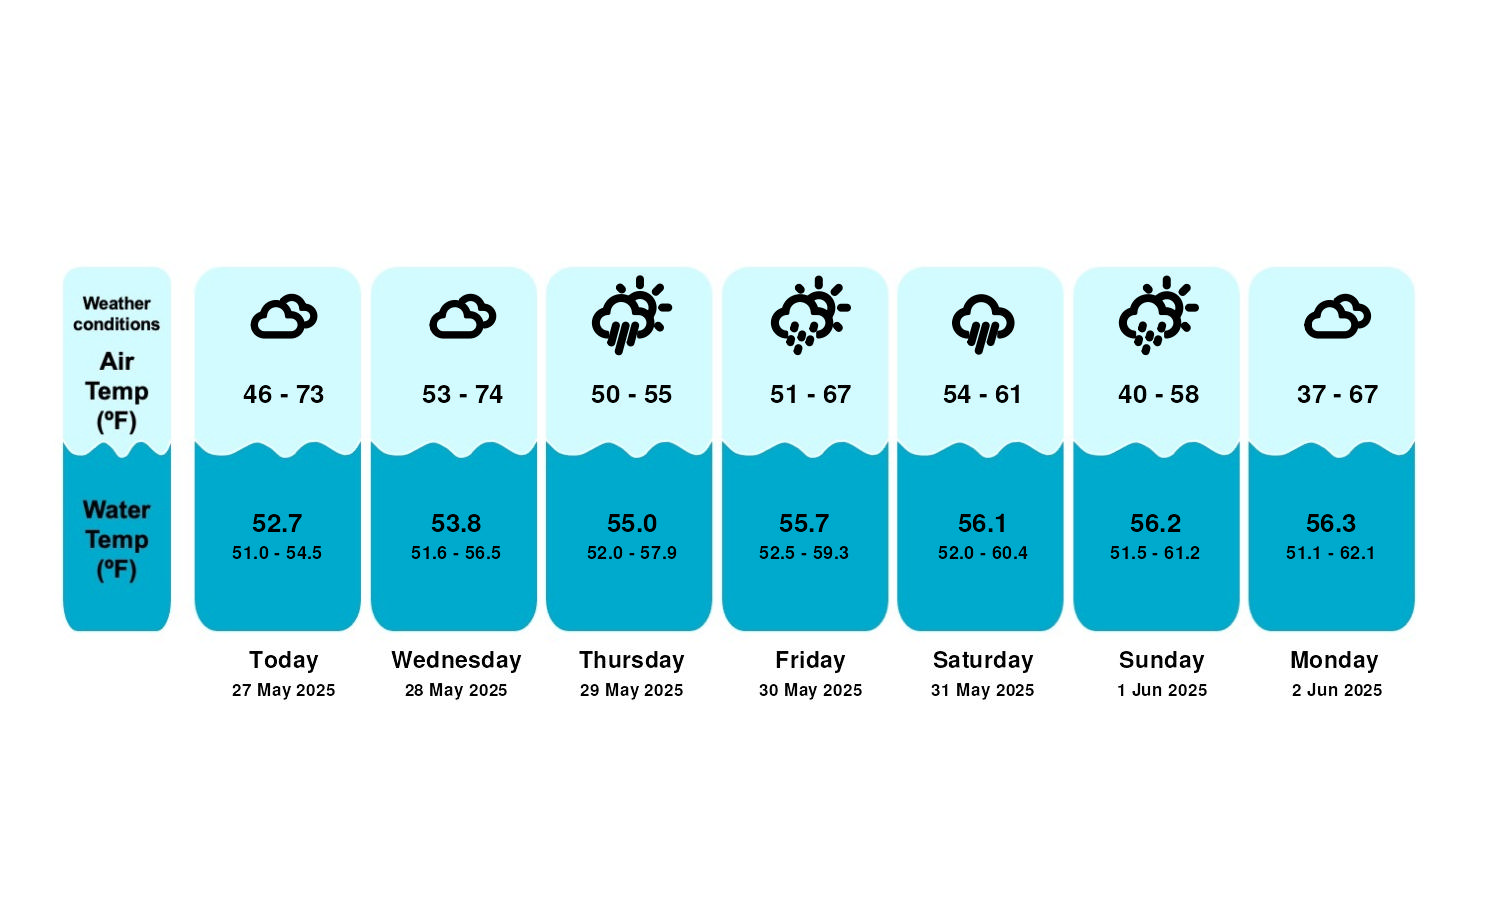 Weather
conditions
Air
Temp
(ºF)
Water
Temp
(ºF)
46 - 73
52.7
51.0 - 54.5
Today
27 May 2025
53 - 74
53.8
51.6 - 56.5
Wednesday
28 May 2025
50 - 55
55.0
52.0 - 57.9
Thursday
29 May 2025
51 - 67
55.7
52.5 - 59.3
Friday
30 May 2025
54 - 61
56.1
52.0 - 60.4
Saturday
31 May 2025
40 - 58
56.2
51.5 - 61.2
Sunday
1 Jun 2025
37 - 67
56.3
51.1 - 62.1
Monday
2 Jun 2025